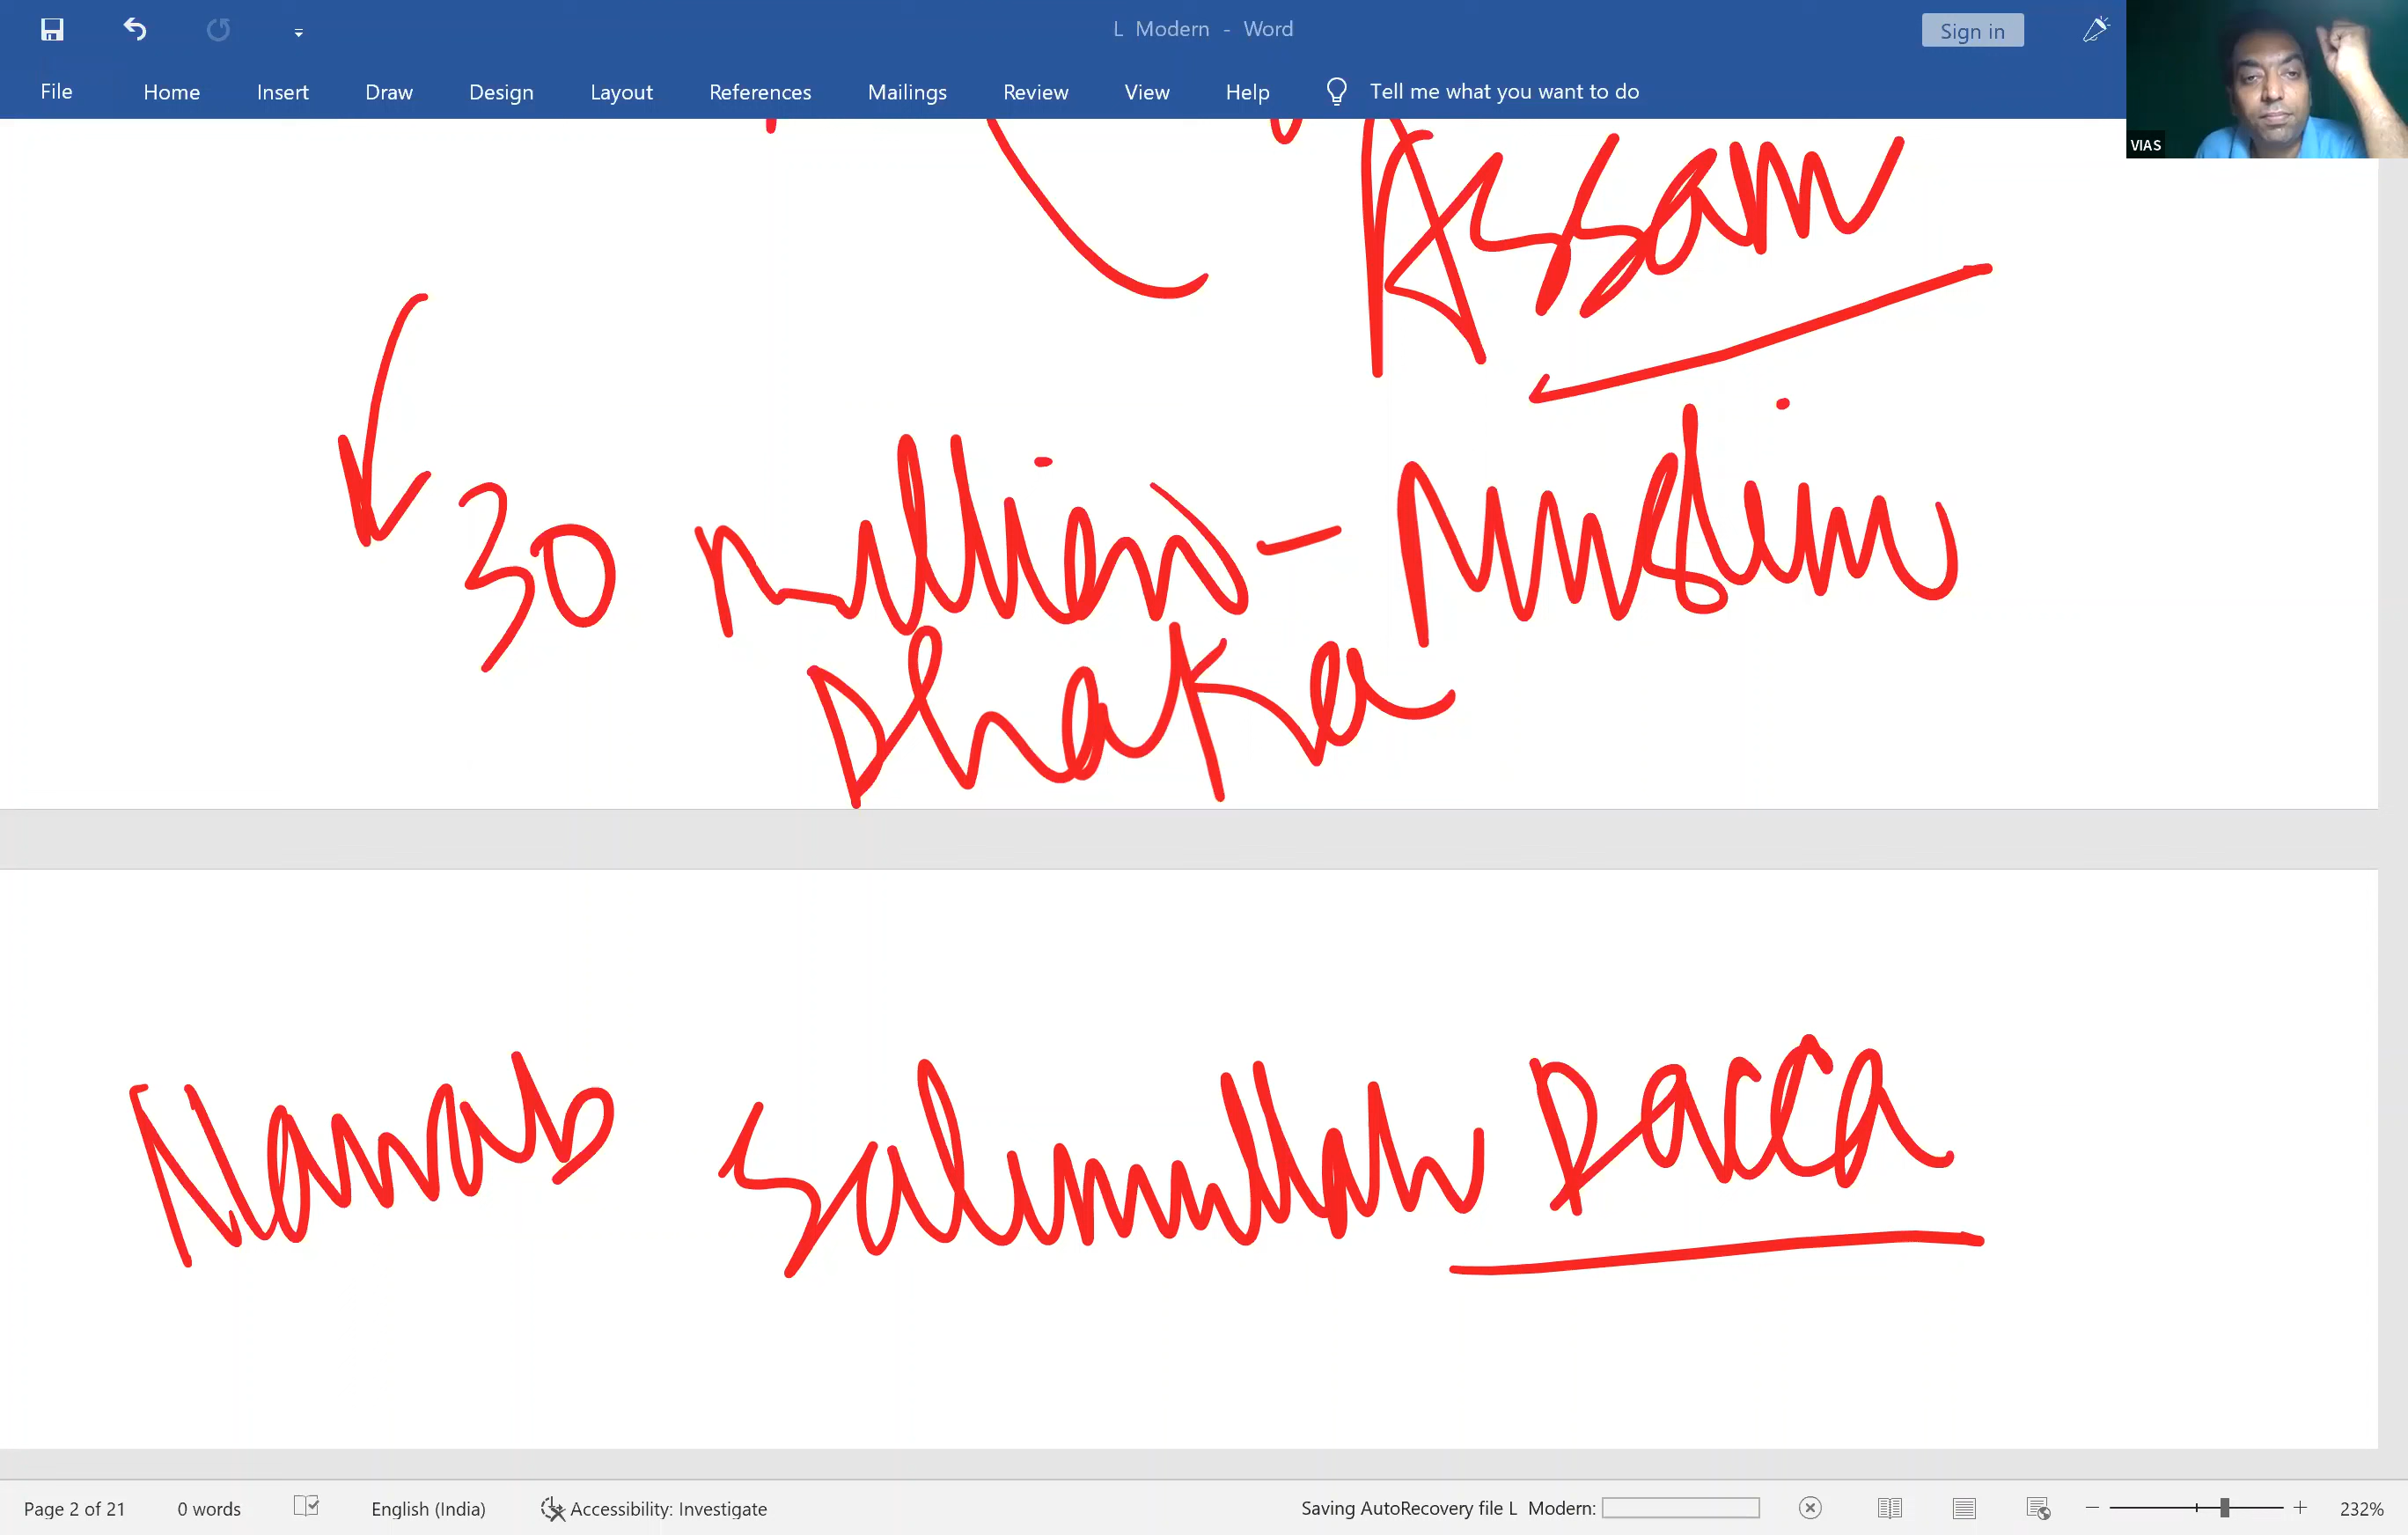 L Modern - Word
Sign in
File Home Insert Draw Design Layout References Mailings Review View Help Tell me what you want to do
VIAS
Assam
30 million - Muslim
Dhaka
Nawab Salimullah Dacca
Page 2 of 21 0 words English (India) Accessibility: Investigate Saving AutoRecovery file L Modern: 232%